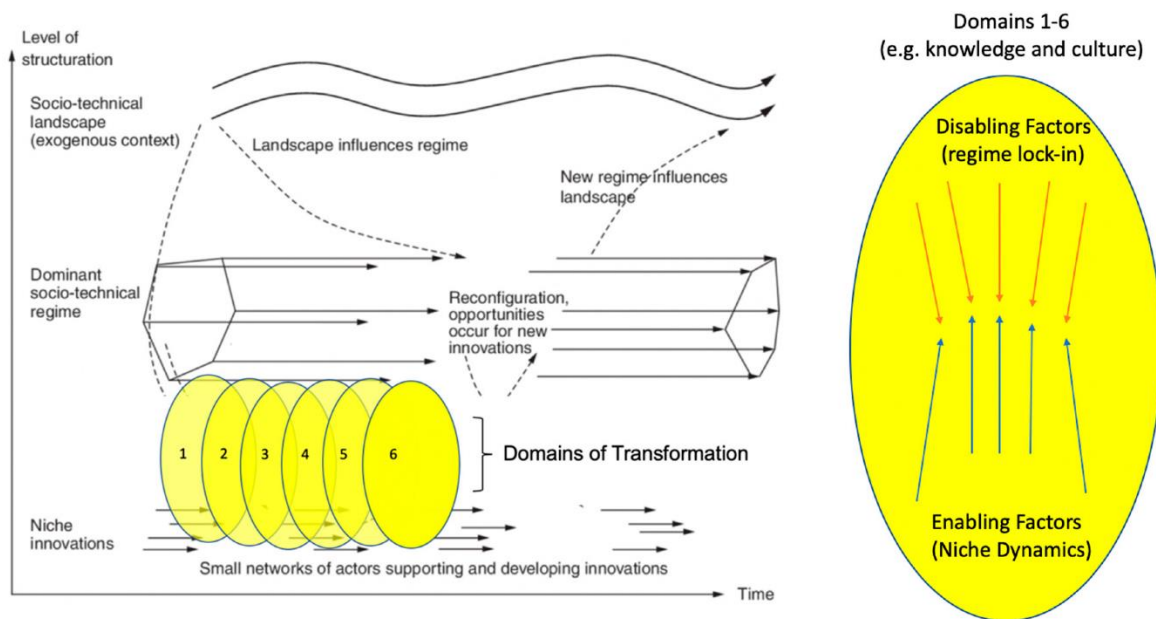 Level of
structuration
Socio-technical
landscape
(exogenous context)
Landscape influences regime
New regime influences
landscape
Dominant
socio-technical
regime
Reconfiguration,
opportunities
occur for new
innovations
1 2 3 4 5 6
Domains of Transformation
Niche
innovations
Small networks of actors supporting and developing innovations
Time
Domains 1-6
(e.g. knowledge and culture)
Disabling Factors
(regime lock-in)
Enabling Factors
(Niche Dynamics)